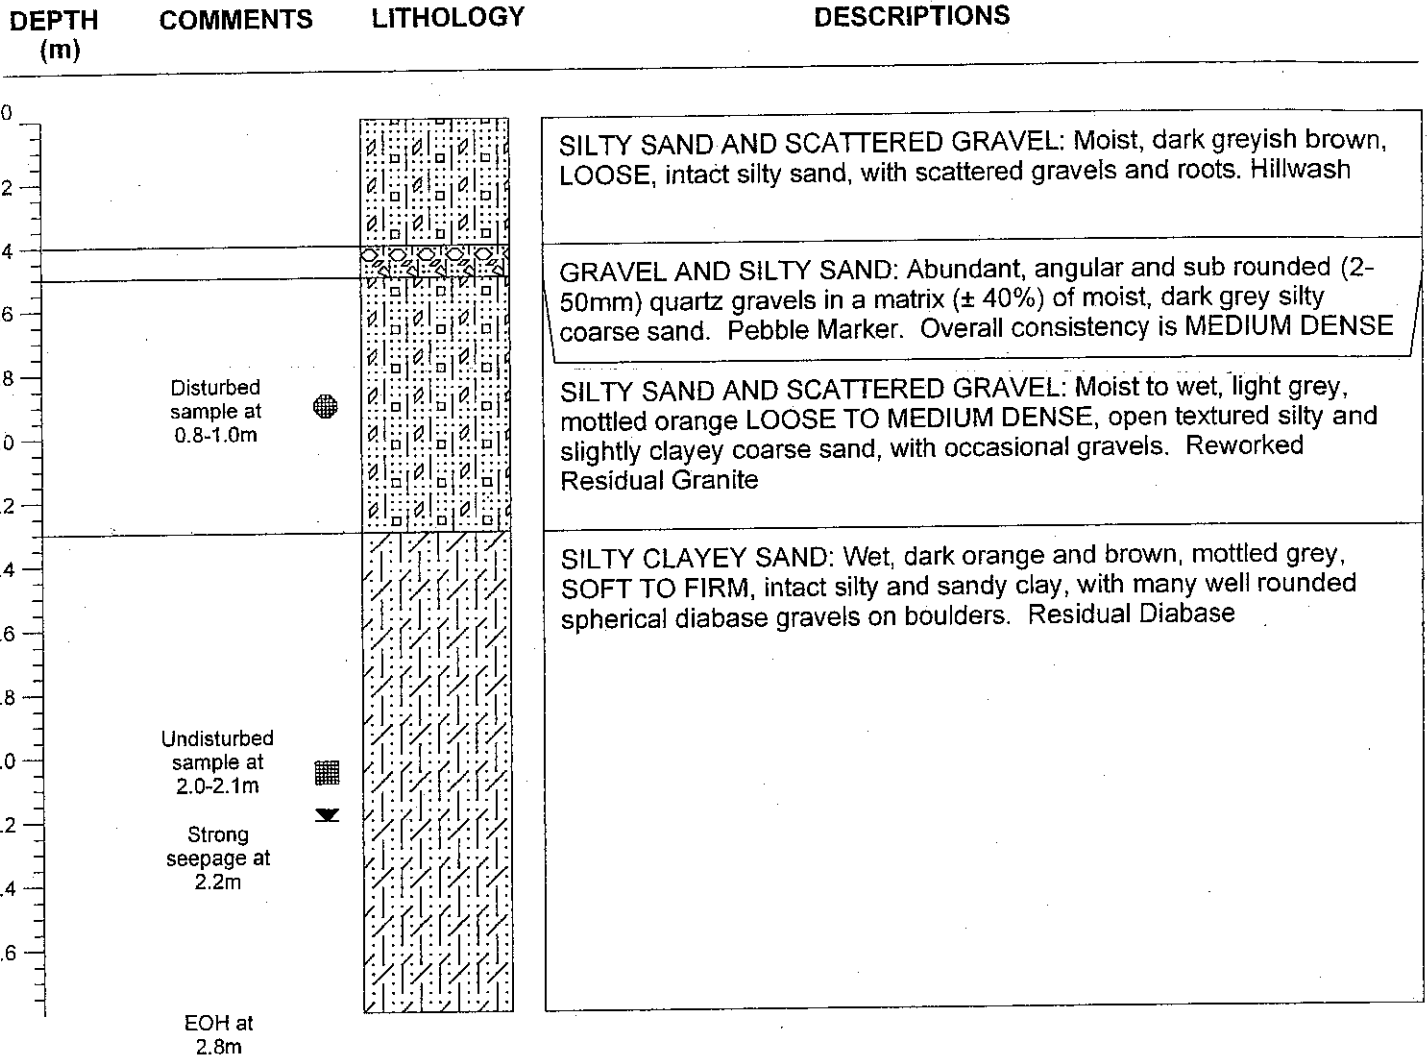 DEPTH COMMENTS LITHOLOGY DESCRIPTIONS
(m)
0
SILTY SAND AND SCATTERED GRAVEL: Moist, dark greyish brown,
LOOSE, intact silty sand, with scattered gravels and roots. Hillwash
.2
.4
GRAVEL AND SILTY SAND: Abundant, angular and sub rounded (2-
50mm) quartz gravels in a matrix (± 40%) of moist, dark grey silty
coarse sand. Pebble Marker. Overall consistency is MEDIUM DENSE
.6
.8
Disturbed
sample at
0.8-1.0m
SILTY SAND AND SCATTERED GRAVEL: Moist to wet, light grey,
mottled orange LOOSE TO MEDIUM DENSE, open textured silty and
slightly clayey coarse sand, with occasional gravels. Reworked
Residual Granite
.0
.2
SILTY CLAYEY SAND: Wet, dark orange and brown, mottled grey,
SOFT TO FIRM, intact silty and sandy clay, with many well rounded
spherical diabase gravels on boulders. Residual Diabase
.4
.6
.8
Undisturbed
sample at
2.0-2.1m
.0
.2
Strong
seepage at
2.2m
.4
.6
EOH at
2.8m